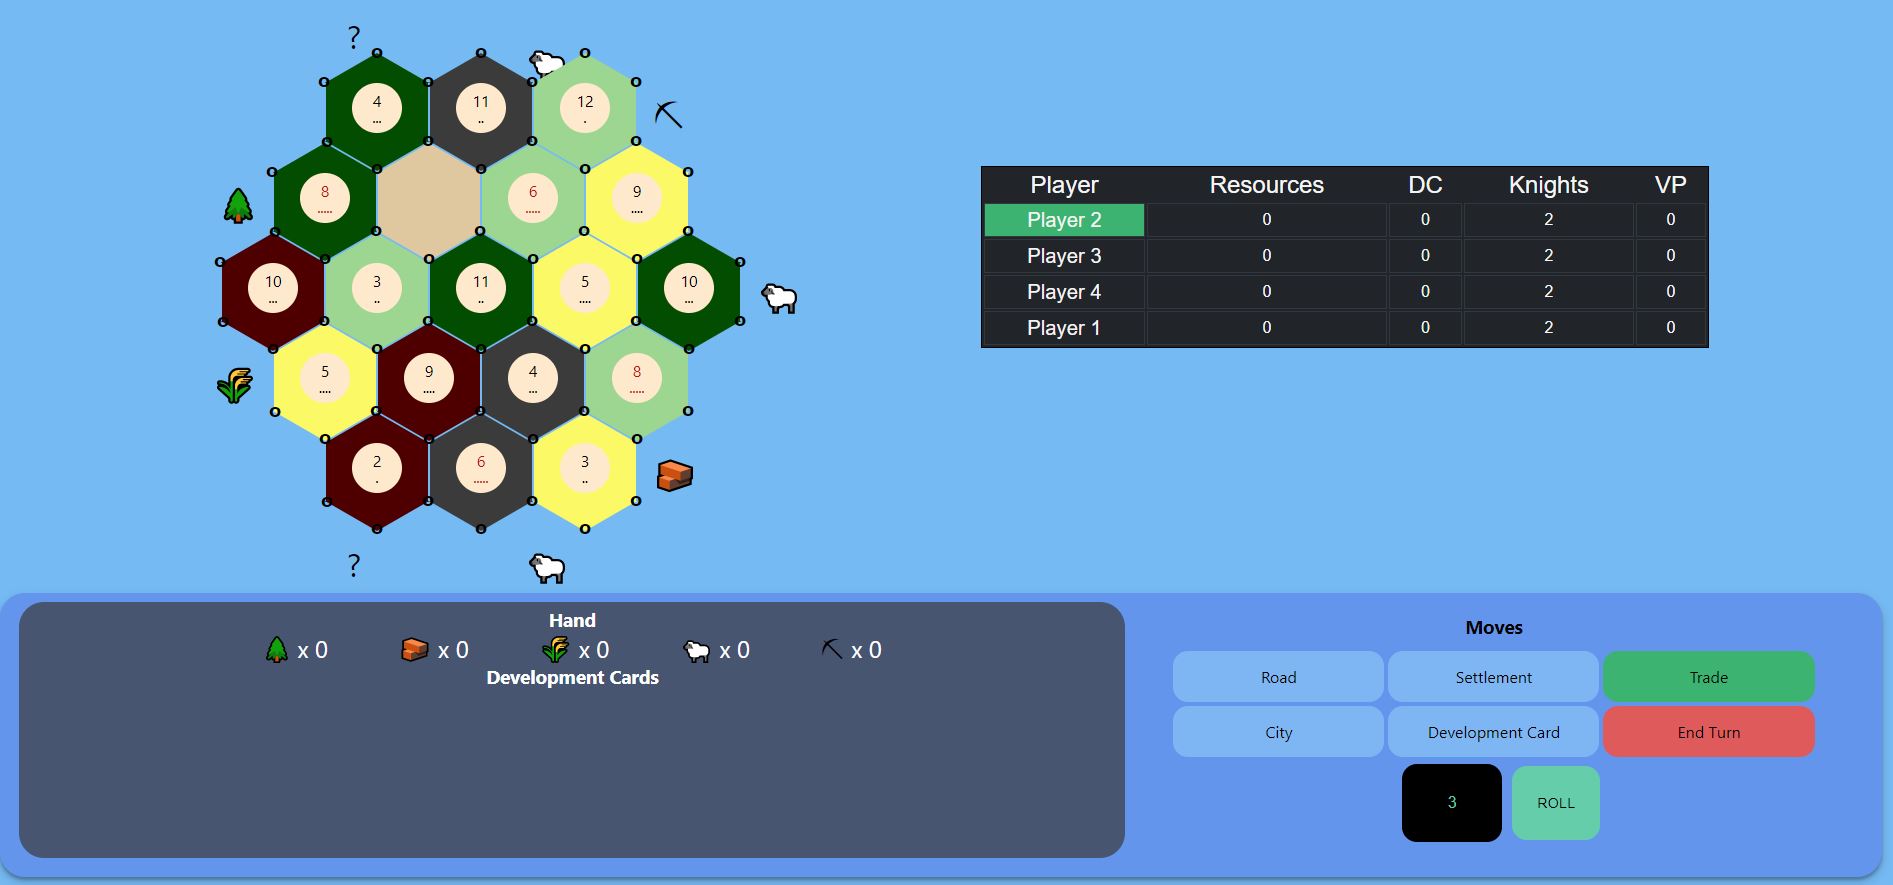 ?
4 11 12
... .. .
8 6 9
..... ..... ....
10 3 11 5 10
... .. .. .... ...
5 9 4 8
.... .... ... .....
2 6 3
. ..... ..
?
Player Resources DC Knights VP
Player 2 0 0 2 0
Player 3 0 0 2 0
Player 4 0 0 2 0
Player 1 0 0 2 0
Hand
x 0 x 0 x 0 x 0 x 0
Development Cards
Moves
Road Settlement Trade
City Development Card End Turn
3 ROLL